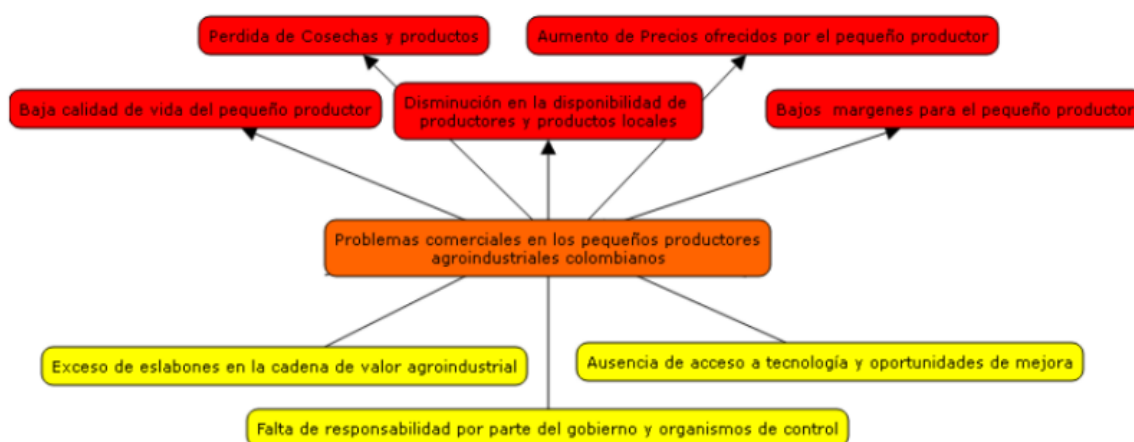 Perdida de Cosechas y productos
Aumento de Precios ofrecidos por el pequeño productor
Baja calidad de vida del pequeño productor
Disminución en la disponibilidad de
productores y productos locales
Bajos margenes para el pequeño productor
Problemas comerciales en los pequeños productores
agroindustriales colombianos
Exceso de eslabones en la cadena de valor agroindustrial
Ausencia de acceso a tecnología y oportunidades de mejora
Falta de responsabilidad por parte del gobierno y organismos de control